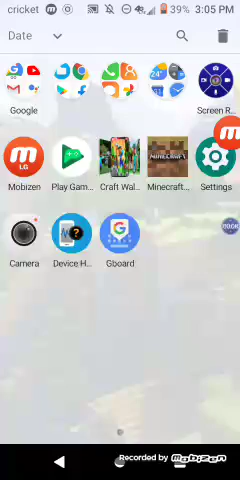 cricket 39% 3:05 PM
Date
Google Screen R...
Mobizen Play Gam... Craft Wal... Minecraft... Settings
Camera Device H... Gboard
Recorded by mobizen